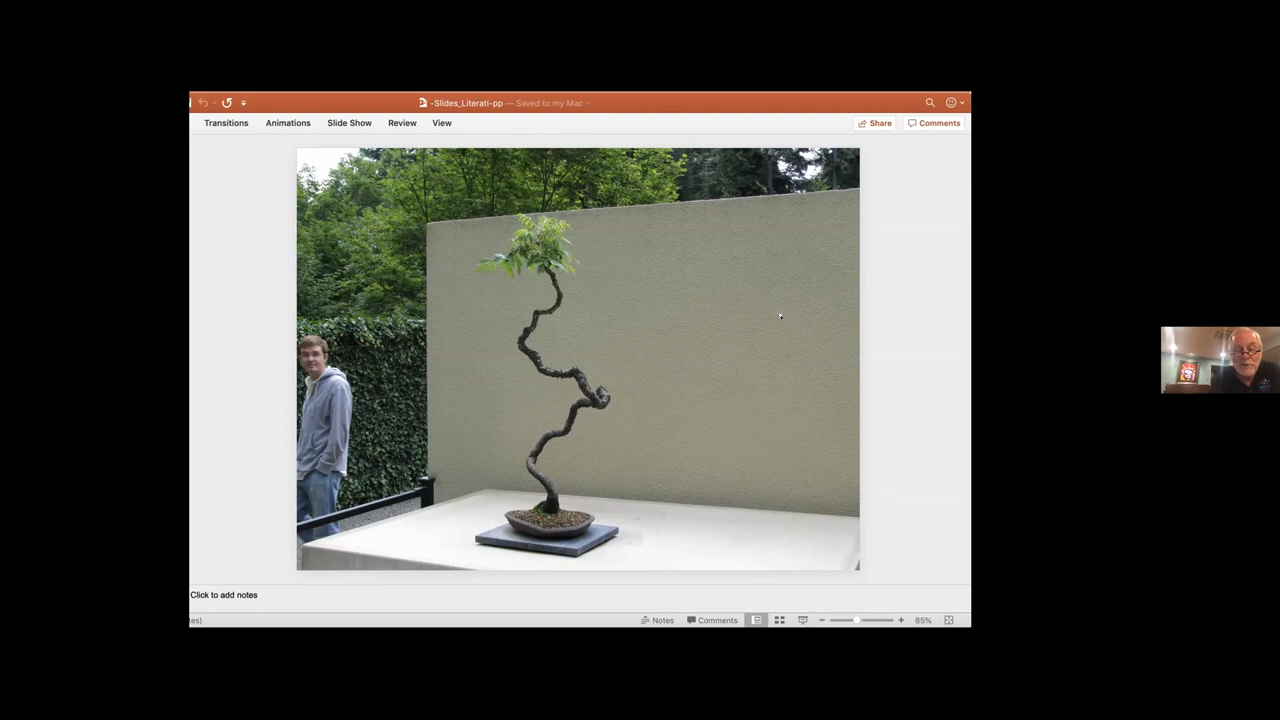 -Slides_Literati-pp — Saved to my Mac
Transitions Animations Slide Show Review View Share Comments
Click to add notes
tes) Notes Comments 85%